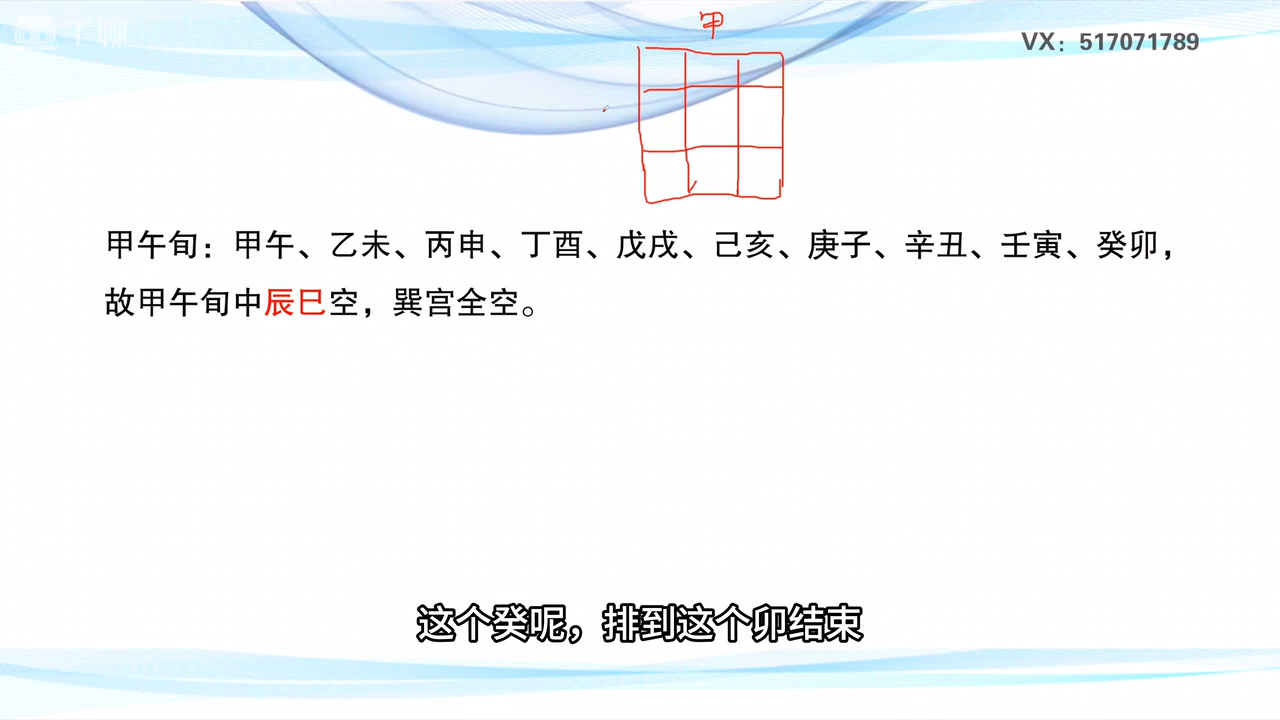 千聊
甲
VX：517071789
甲午旬：甲午、乙未、丙申、丁酉、戊戌、己亥、庚子、辛丑、壬寅、癸卯，
故甲午旬中辰巳空，巽宫全空。
这个癸呢，排到这个卯结束